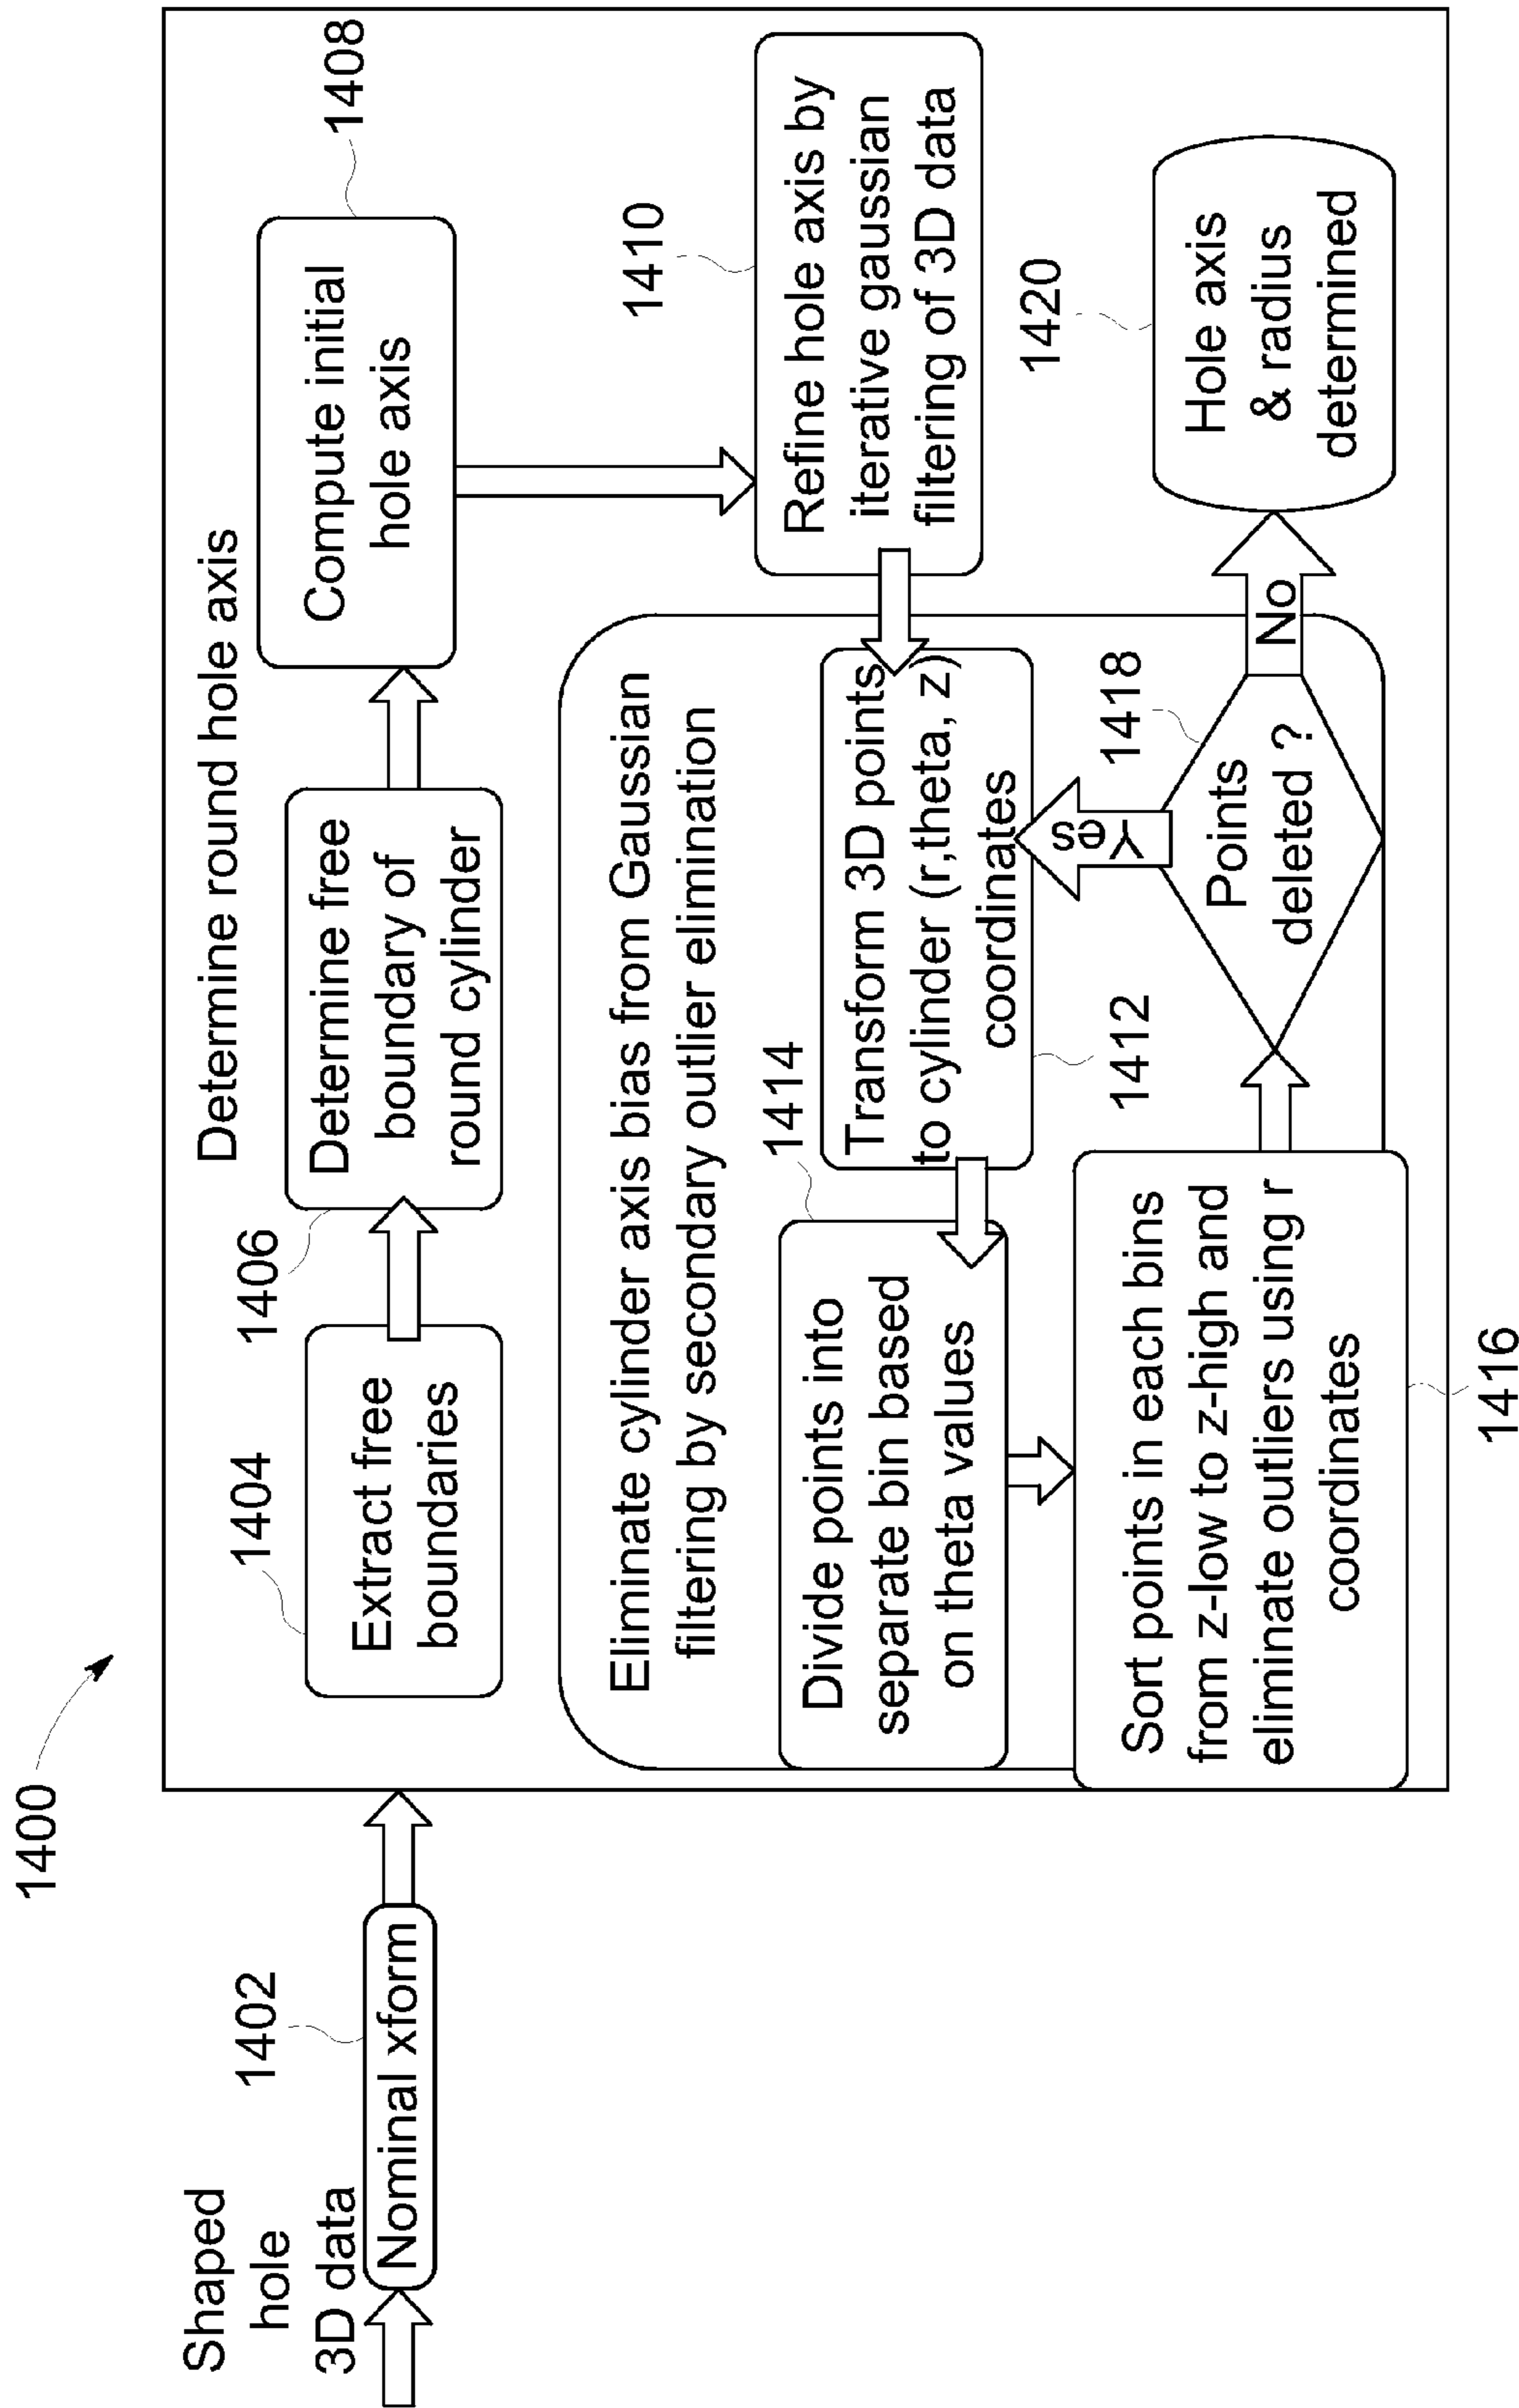 1400
Shaped
hole
3D data
1402
Nominal xform
Determine round hole axis
1404
Extract free
boundaries
1406
Determine free
boundary of
round cylinder
1408
Compute initial
hole axis
1410
Refine hole axis by
iterative gaussian
filtering of 3D data
Eliminate cylinder axis bias from Gaussian
filtering by secondary outlier elimination
1412
Transform 3D points
to cylinder (r,theta, z)
coordinates
1414
Divide points into
separate bin based
on theta values
1416
Sort points in each bins
from z-low to z-high and
eliminate outliers using r
coordinates
1418
Points
deleted ?
Yes
No
1420
Hole axis
& radius
determined